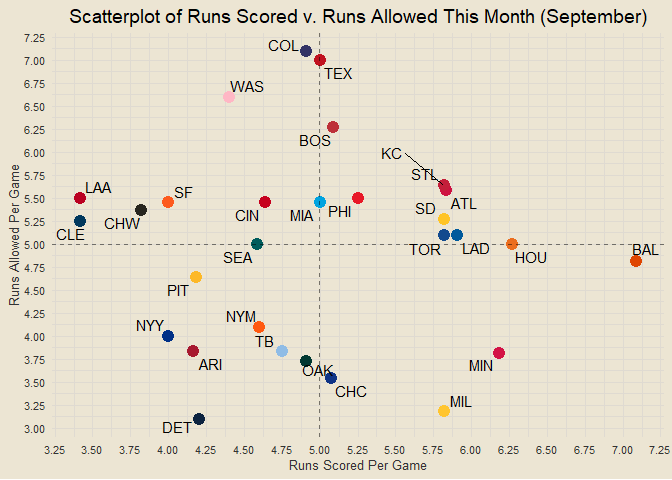 Scatterplot of Runs Scored v. Runs Allowed This Month (September)
7.25
COL
7.00
TEX
6.75
WAS
6.50
6.25
BOS
6.00
KC
5.75
STL
LAA
SF
5.50
ATL
CHW
CIN
MIA
PHI
SD
5.25
CLE
5.00
SEA
TOR
LAD
HOU
BAL
4.75
PIT
4.50
4.25
NYY
NYM
4.00
TB
3.75
ARI
OAK
MIN
3.50
CHC
3.25
MIL
DET
3.00
Runs Allowed Per Game
3.25 3.50 3.75 4.00 4.20 4.50 4.75 5.00 5.25 5.50 5.75 6.00 6.25 6.50 6.75 7.00 7.25
Runs Scored Per Game